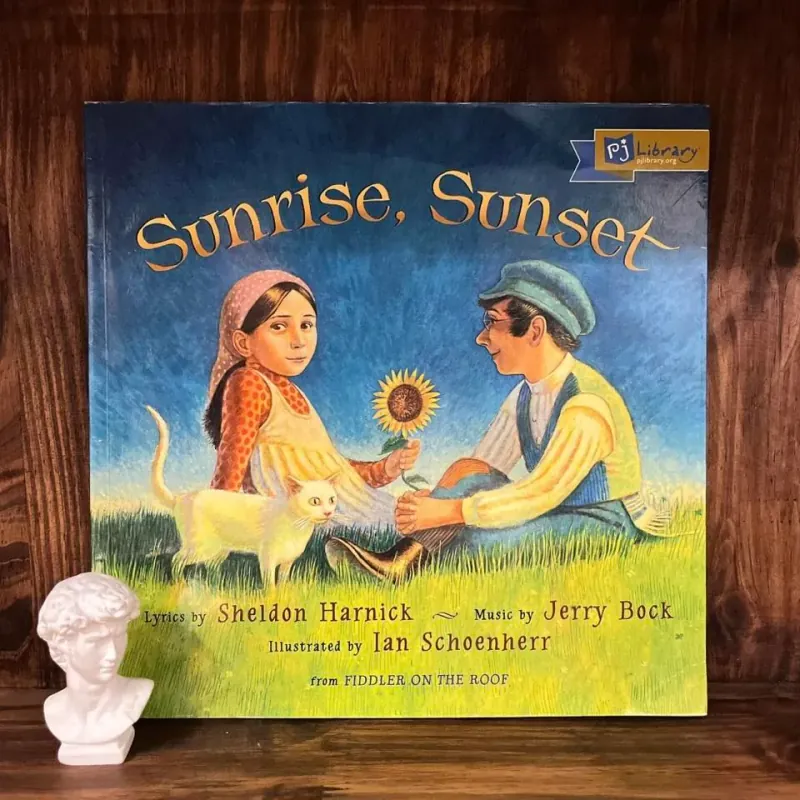 pj Library
pjlibrary.org
Sunrise, Sunset
Lyrics by Sheldon Harnick ~ Music by Jerry Bock
Illustrated by Ian Schoenherr
from FIDDLER ON THE ROOF